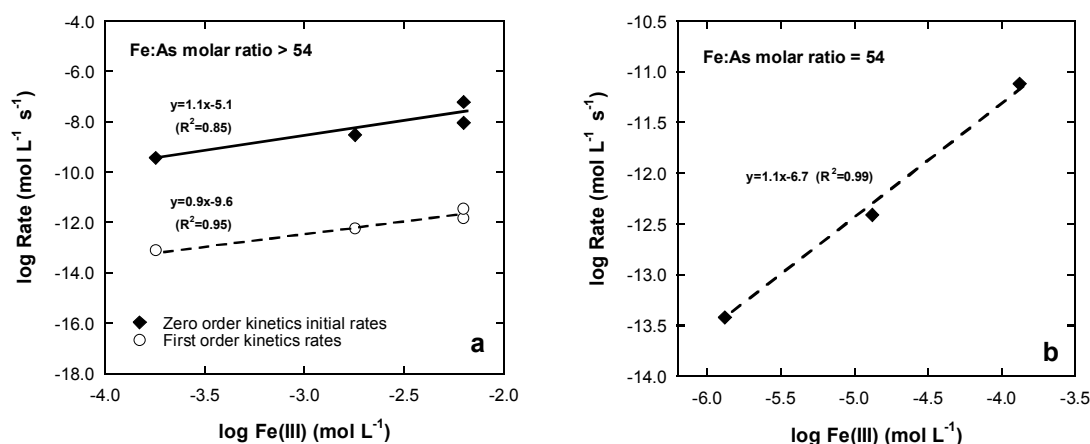 Fe:As molar ratio > 54
y=1.1x-5.1
(R²=0.85)
y=0.9x-9.6
(R²=0.95)
Zero order kinetics initial rates
First order kinetics rates
a
-4.0
-6.0
-8.0
-10.0
-12.0
-14.0
-16.0
-18.0
log Rate (mol L⁻¹ s⁻¹)
-4.0 -3.5 -3.0 -2.5 -2.0
log Fe(III) (mol L⁻¹)
Fe:As molar ratio = 54
y=1.1x-6.7 (R²=0.99)
b
-10.5
-11.0
-11.5
-12.0
-12.5
-13.0
-13.5
-14.0
log Rate (mol L⁻¹ s⁻¹)
-6.0 -5.5 -5.0 -4.5 -4.0 -3.5
log Fe(III) (mol L⁻¹)